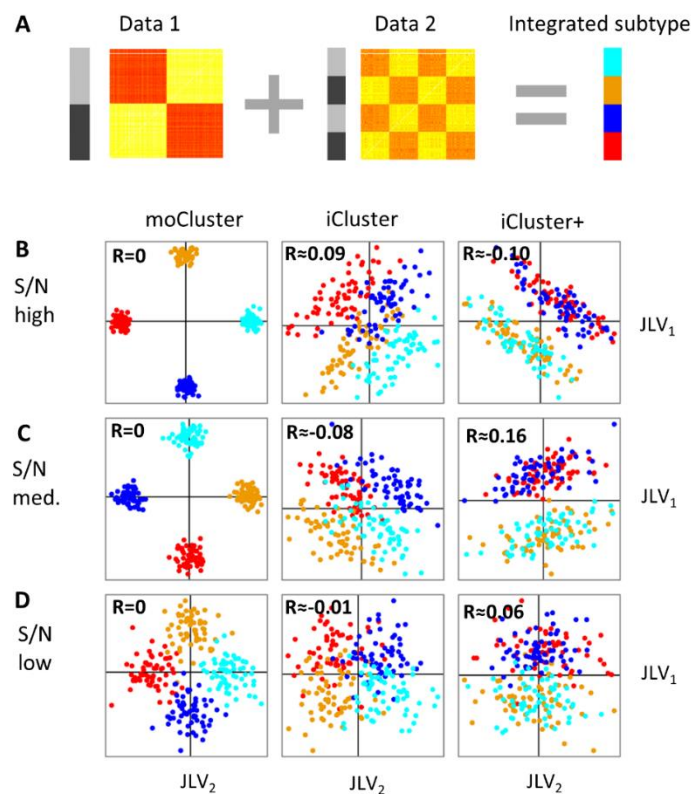 A
Data 1
Data 2
Integrated subtype
moCluster
iCluster
iCluster+
B
S/N
high
R=0
R≈0.09
R≈-0.10
JLV₁
C
S/N
med.
R=0
R≈-0.08
R≈0.16
JLV₁
D
S/N
low
R=0
R≈-0.01
R≈0.06
JLV₁
JLV₂
JLV₂
JLV₂